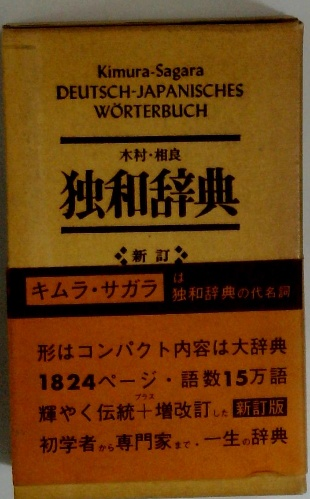 Kimura-Sagara
DEUTSCH-JAPANISCHES
WÖRTERBUCH
木村・相良
独和辞典
新訂
キムラ・サガラ は独和辞典の代名詞
形はコンパクト内容は大辞典
1824ページ・語数15万語
輝やく伝統＋プラス増改訂した 新訂版
初学者から専門家まで・一生の辞典